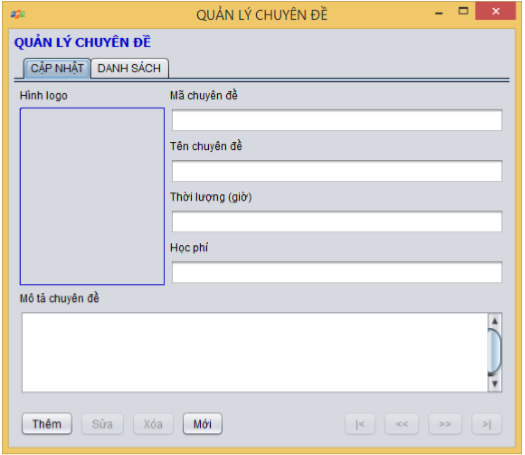 QUẢN LÝ CHUYÊN ĐỀ
QUẢN LÝ CHUYÊN ĐỀ
CẬP NHẬT DANH SÁCH
Hình logo
Mã chuyên đề
Tên chuyên đề
Thời lượng (giờ)
Học phí
Mô tả chuyên đề
Thêm Sửa Xóa Mới |< << >> >|